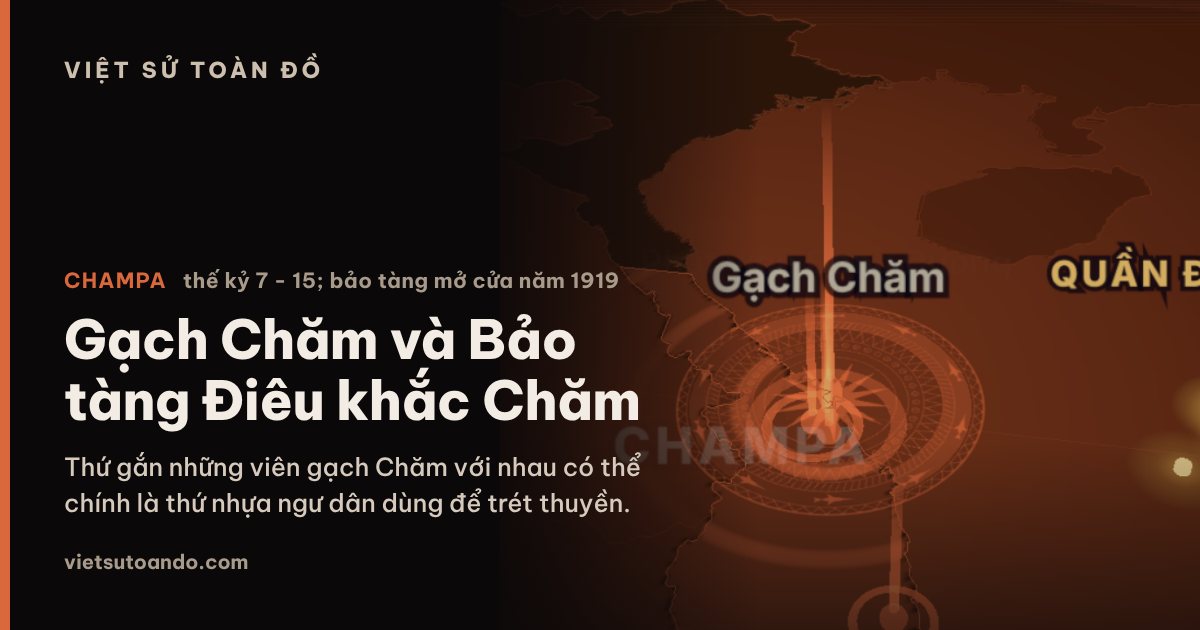 VIỆT SỬ TOÀN ĐỒ
CHAMPA thế kỷ 7 - 15; bảo tàng mở cửa năm 1919
Gạch Chăm và Bảo
tàng Điêu khắc Chăm
Thứ gắn những viên gạch Chăm với nhau có thể
chính là thứ nhựa ngư dân dùng để trét thuyền.
vietsutoando.com
Gạch Chăm
QUẦN Đ
CHAMPA